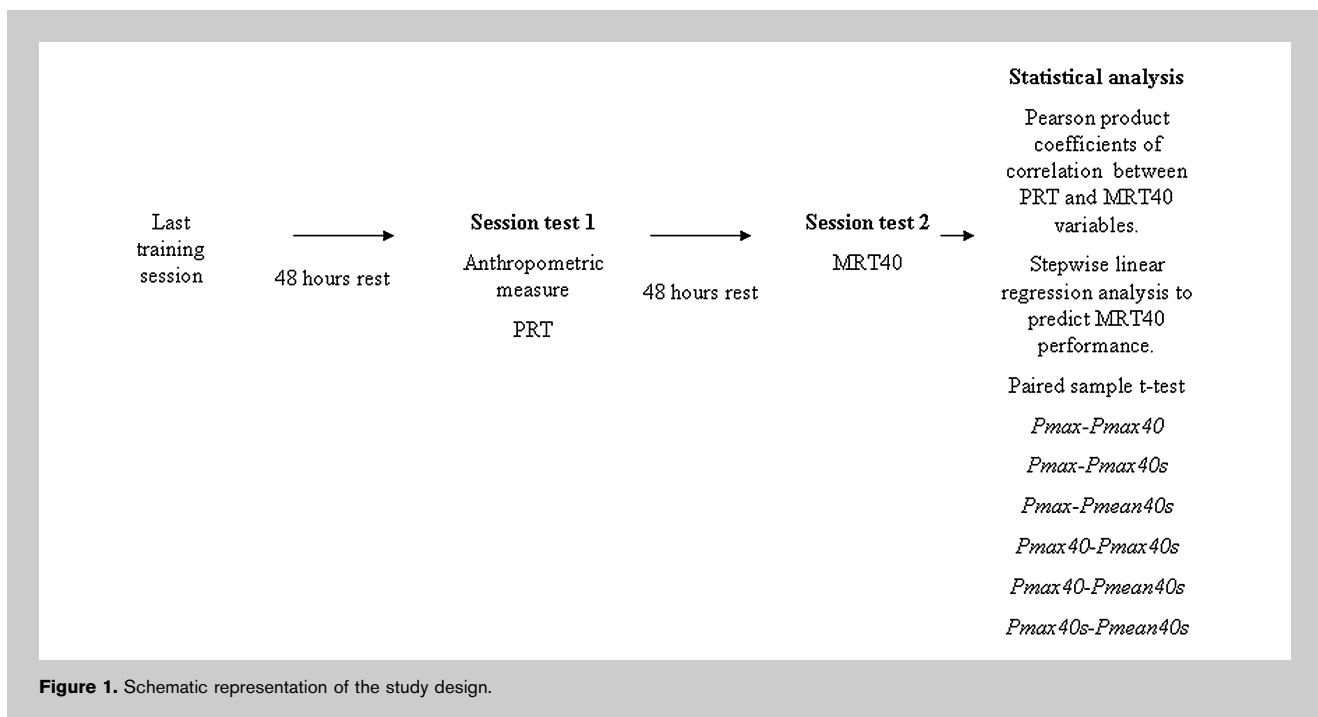 Last
training
session
48 hours rest
Session test 1
Anthropometric
measure
PRT
48 hours rest
Session test 2
MRT40
Statistical analysis
Pearson product
coefficients of
correlation between
PRT and MRT40
variables.
Stepwise linear
regression analysis to
predict MRT40
performance.
Paired sample t-test
Pmax-Pmax40
Pmax-Pmax40s
Pmax-Pmean40s
Pmax40-Pmax40s
Pmax40-Pmean40s
Pmax40s-Pmean40s
Figure 1. Schematic representation of the study design.